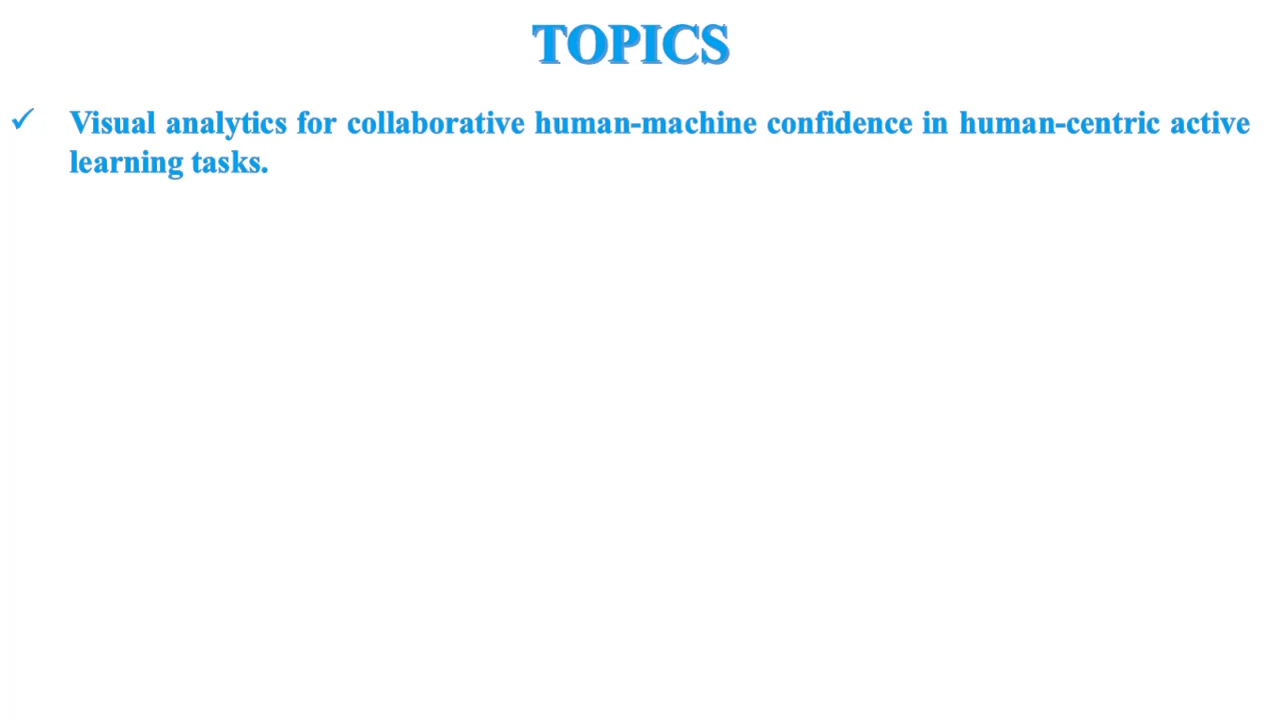 TOPICS
✓ Visual analytics for collaborative human-machine confidence in human-centric active
learning tasks.